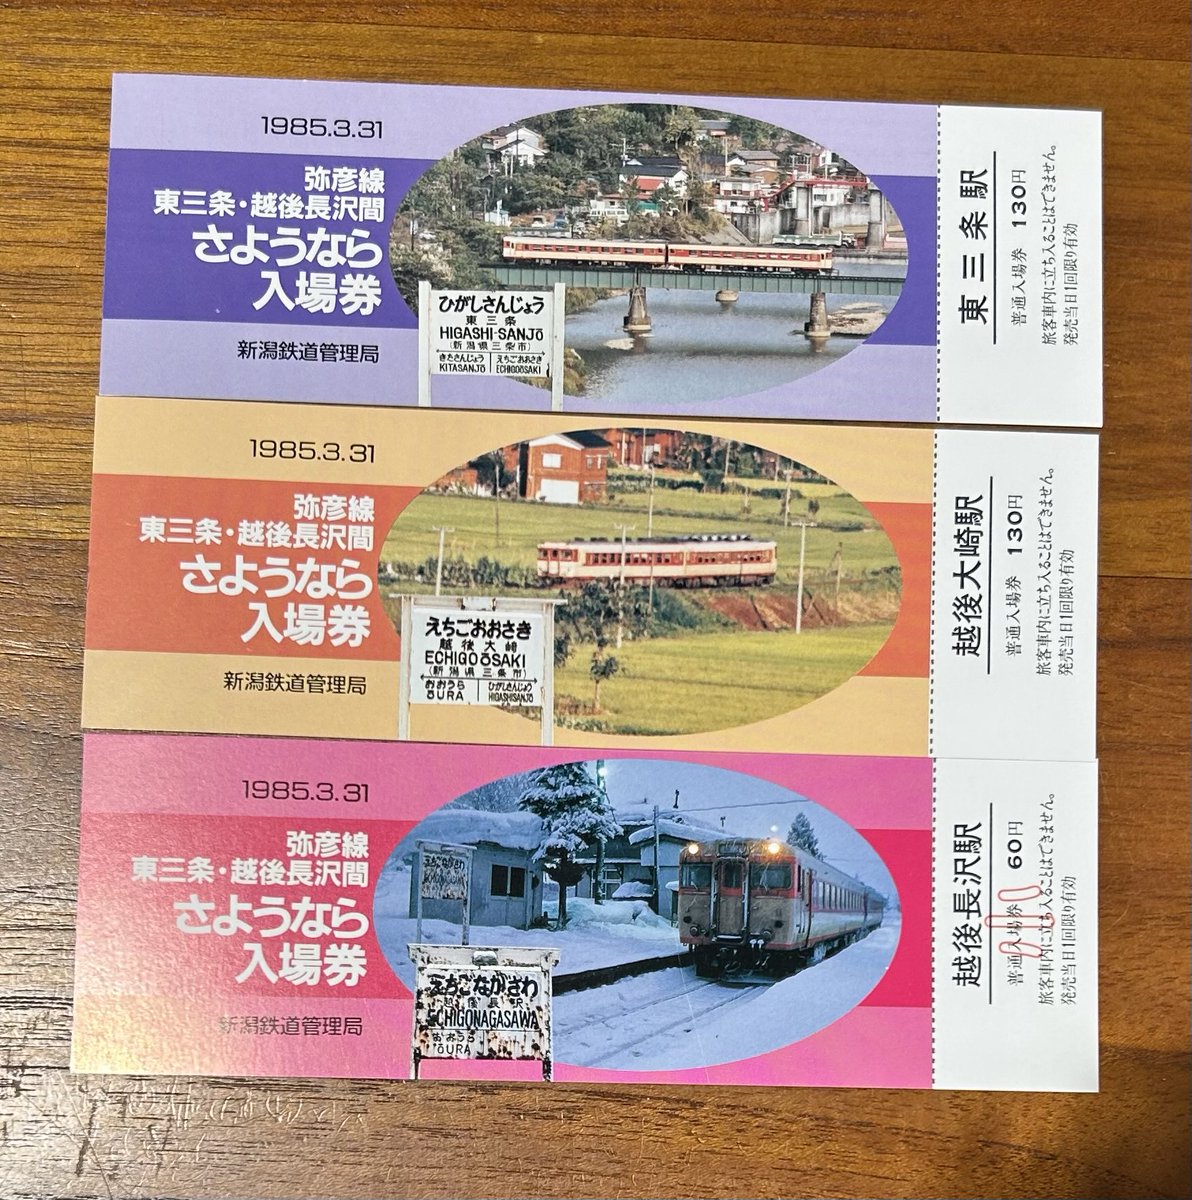 1985.3.31
弥彦線
東三条・越後長沢間
さようなら
入場券
新潟鉄道管理局
ひがしさんじょう
東三条
HIGASHI-SANJŌ
(新潟県三条市)
きたさんじょう えちごおおさき
KITASANJŌ ECHIGOŌSAKI
東三条駅
普通入場券 130円
旅客車内に立ち入ることはできません。
発売当日1回限り有効
1985.3.31
弥彦線
東三条・越後長沢間
さようなら
入場券
新潟鉄道管理局
えちごおおさき
越後大崎
ECHIGOŌSAKI
(新潟県三条市)
おおうら ひがしさんじょう
ŌURA HIGASHISANJŌ
越後大崎駅
普通入場券 130円
旅客車内に立ち入ることはできません。
発売当日1回限り有効
1985.3.31
弥彦線
東三条・越後長沢間
さようなら
入場券
新潟鉄道管理局
えちごながさわ
越後長沢駅
ECHIGONAGASAWA
おおうら
ŌURA
越後長沢駅
普通入場券 60円
旅客車内に立ち入ることはできません。
発売当日1回限り有効